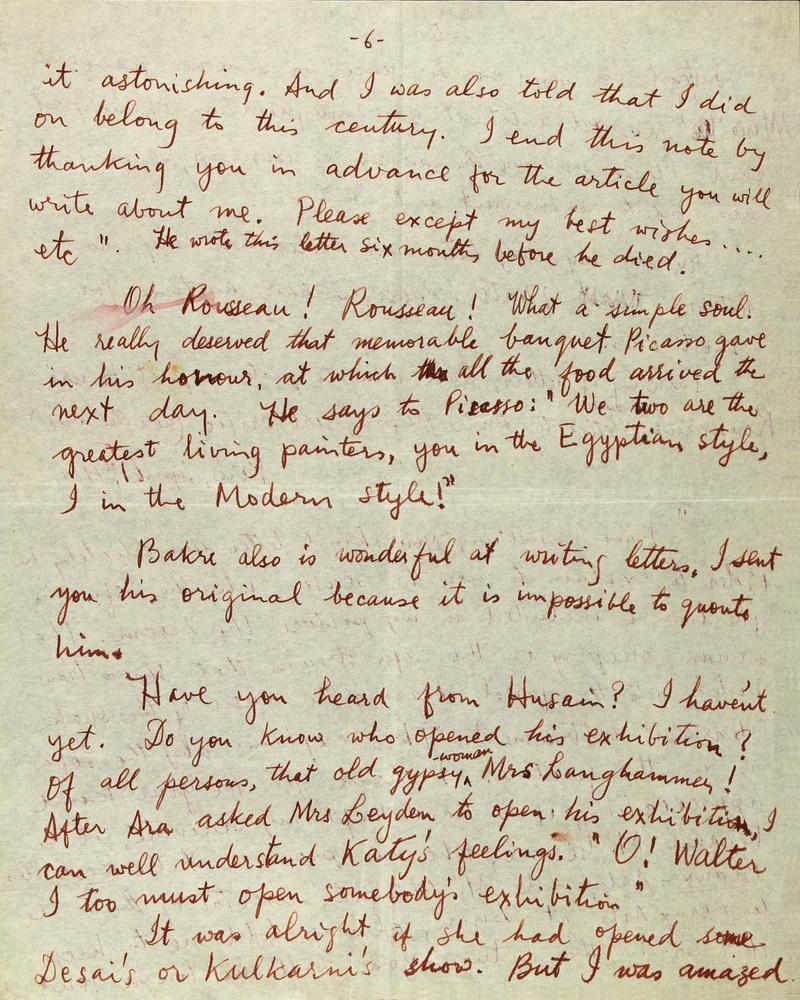 -6-
it astonishing. And I was also told that I did
on belong to this century. I end this note by
thanking you in advance for the article you will
write about me. Please except my best wishes....
etc ". He wrote this letter six months before he died.
Oh Rousseau! Rousseau! What a simple soul.
He really deserved that memorable banquet Picasso gave
in his honour, at which all the food arrived the
next day. He says to Picasso: "We two are the
greatest living painters, you in the Egyptian style,
I in the Modern style!"
Bakre also is wonderful at writing letters, I sent
you his original because it is impossible to quonto
him.
Have you heard from Husain? I haven't
yet. Do you know who opened his exhibition?
Of all persons, that old gypsy woman, Mrs Langhammer!
After Ara asked Mrs Leyden to open his exhibition, I
can well understand Katy's feelings. "O! Walter
I too must open somebody's exhibition"
It was alright if she had opened some
Desai's or Kulkarni's show. But I was amazed